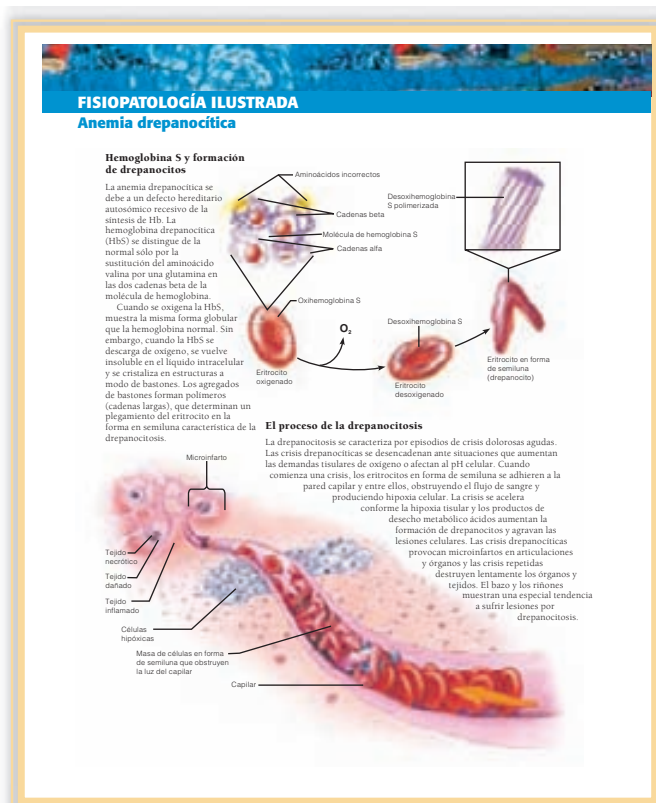 FISIOPATOLOGÍA ILUSTRADA
Anemia drepanocítica
Hemoglobina S y formación
de drepanocitos
La anemia drepanocítica se
debe a un defecto hereditario
autosómico recesivo de la
síntesis de Hb. La
hemoglobina drepanocítica
(HbS) se distingue de la
normal sólo por la
sustitución del aminoácido
valina por una glutamina en
las dos cadenas beta de la
molécula de hemoglobina.
Cuando se oxigena la HbS,
muestra la misma forma globular
que la hemoglobina normal. Sin
embargo, cuando la HbS se
descarga de oxígeno, se vuelve
insoluble en el líquido intracelular
y se cristaliza en estructuras a
modo de bastones. Los agregados
de bastones forman polímeros
(cadenas largas), que determinan un
plegamiento del eritrocito en la
forma en semiluna característica de la
drepanocitosis.
Aminoácidos incorrectos
Cadenas beta
Molécula de hemoglobina S
Cadenas alfa
Oxihemoglobina S
Eritrocito
oxigenado
O₂
Desoxihemoglobina S
Eritrocito
desoxigenado
Desoxihemoglobina
S polimerizada
Eritrocito en forma
de semiluna
(drepanocito)
El proceso de la drepanocitosis
La drepanocitosis se caracteriza por episodios de crisis dolorosas agudas.
Las crisis drepanocíticas se desencadenan ante situaciones que aumentan
las demandas tisulares de oxígeno o afectan al pH celular. Cuando
comienza una crisis, los eritrocitos en forma de semiluna se adhieren a la
pared capilar y entre ellos, obstruyendo el flujo de sangre y
produciendo hipoxia celular. La crisis se acelera
conforme la hipoxia tisular y los productos de
desecho metabólico ácidos aumentan la
formación de drepanocitos y agravan las
lesiones celulares. Las crisis drepanocíticas
provocan microinfartos en articulaciones
y órganos y las crisis repetidas
destruyen lentamente los órganos y
tejidos. El bazo y los riñones
muestran una especial tendencia
a sufrir lesiones por
drepanocitosis.
Microinfarto
Tejido
necrótico
Tejido
dañado
Tejido
inflamado
Células
hipóxicas
Masa de células en forma
de semiluna que obstruyen
la luz del capilar
Capilar